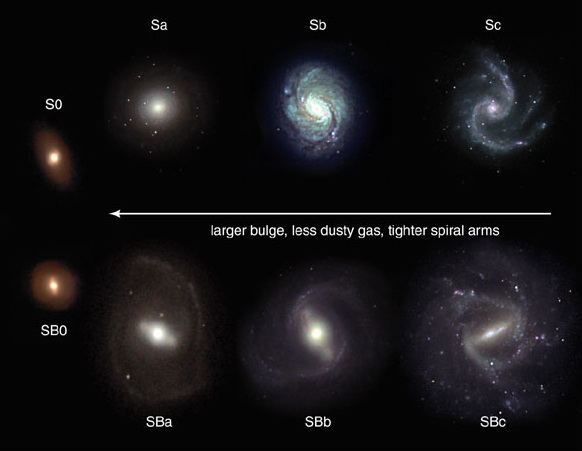 Sa
Sb
Sc
S0
larger bulge, less dusty gas, tighter spiral arms
SB0
SBa
SBb
SBc